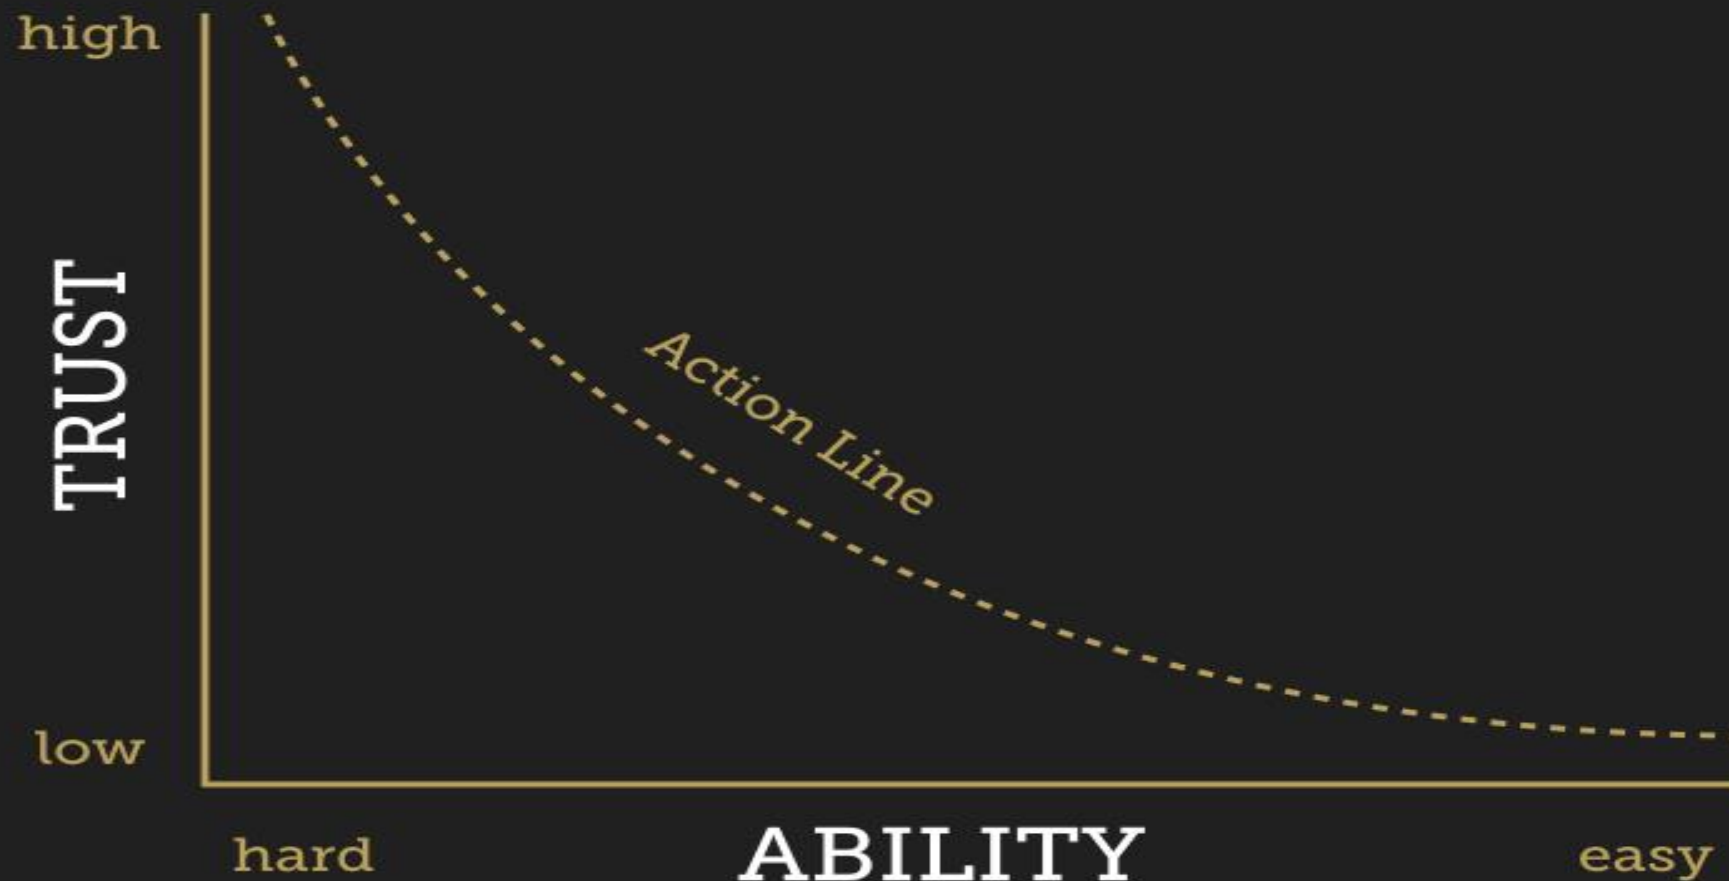 high
TRUST
Action Line
low
hard
ABILITY
easy